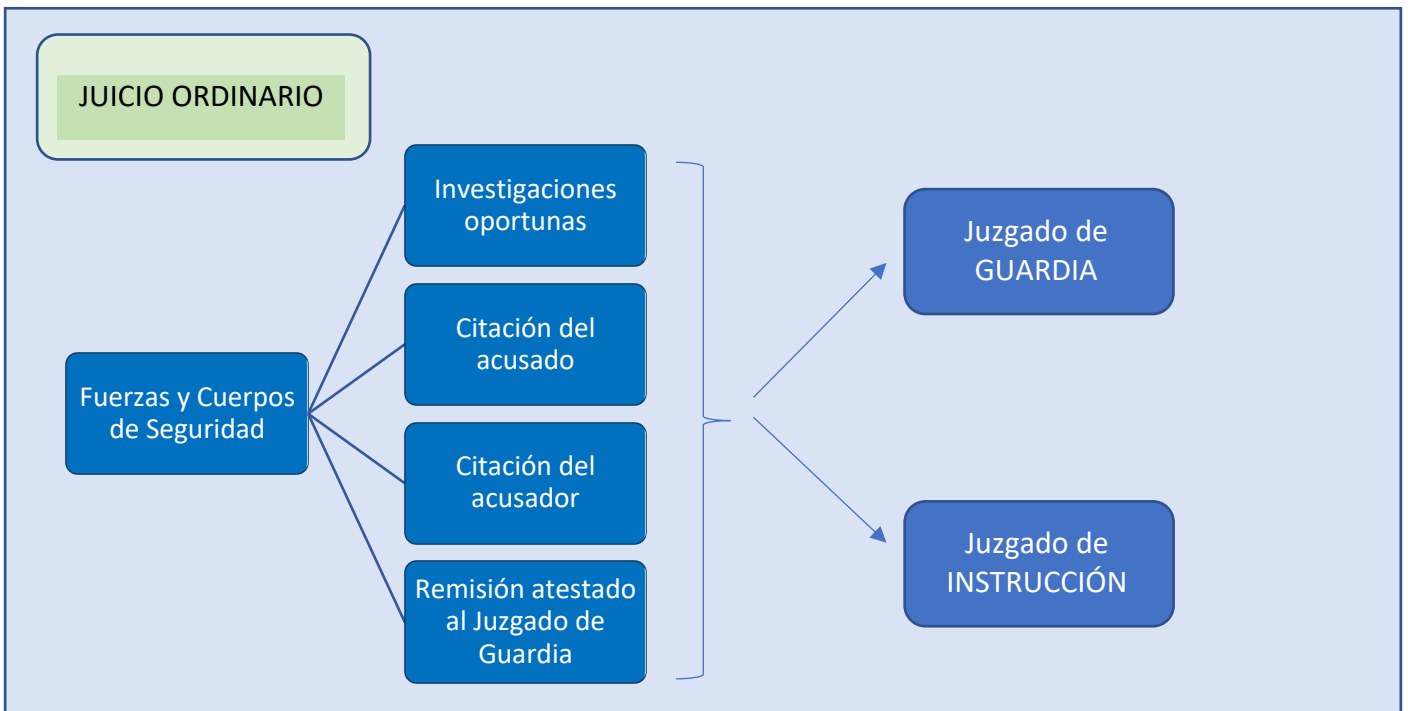 JUICIO ORDINARIO
Investigaciones
oportunas
Citación del
acusado
Fuerzas y Cuerpos
de Seguridad
Citación del
acusador
Remisión atestado
al Juzgado de
Guardia
Juzgado de
GUARDIA
Juzgado de
INSTRUCCIÓN